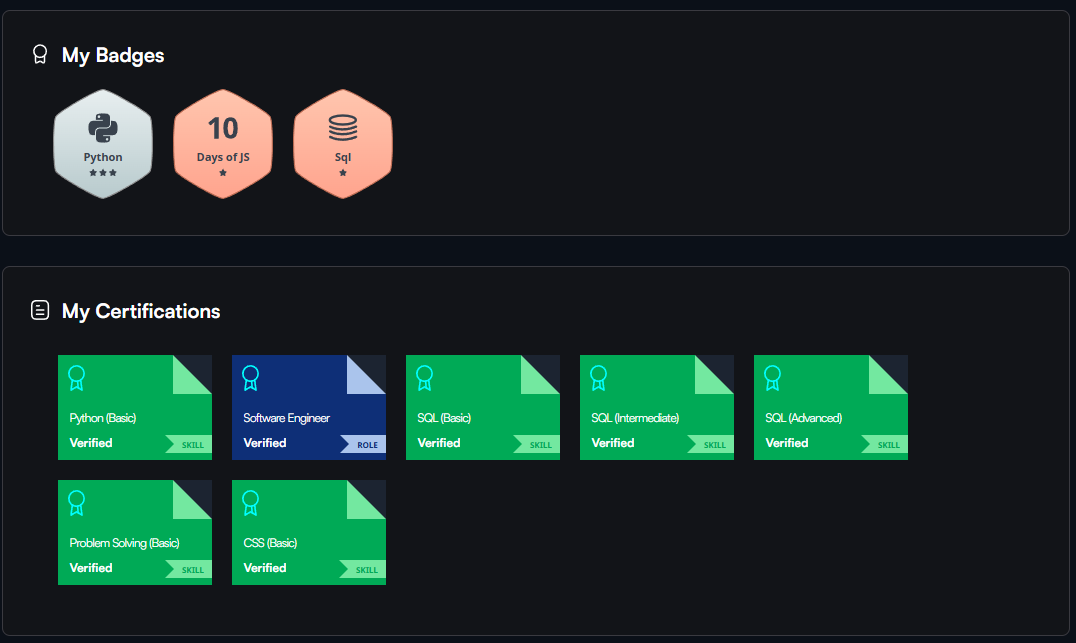 My Badges
10
Python
Days of JS
Sql
My Certifications
Python (Basic)
Verified
SKILL
Software Engineer
Verified
ROLE
SQL (Basic)
Verified
SKILL
SQL (Intermediate)
Verified
SKILL
SQL (Advanced)
Verified
SKILL
Problem Solving (Basic)
Verified
SKILL
CSS (Basic)
Verified
SKILL